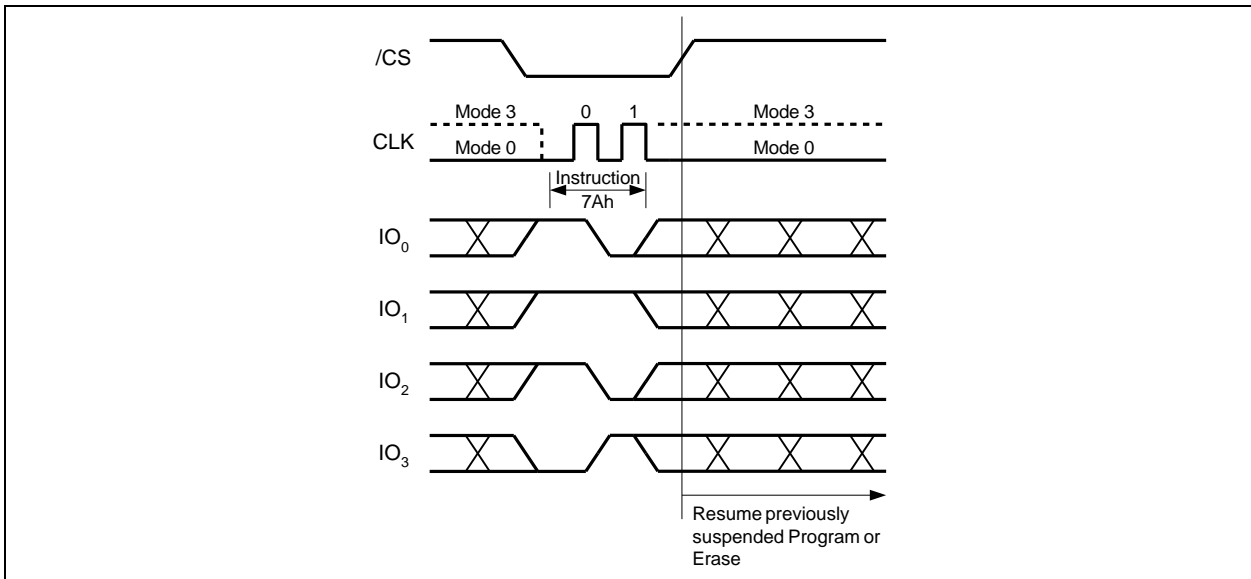 /CS
Mode 3 0 1 Mode 3
CLK
Mode 0 Mode 0
Instruction
7Ah
IO0
IO1
IO2
IO3
Resume previously
suspended Program or
Erase